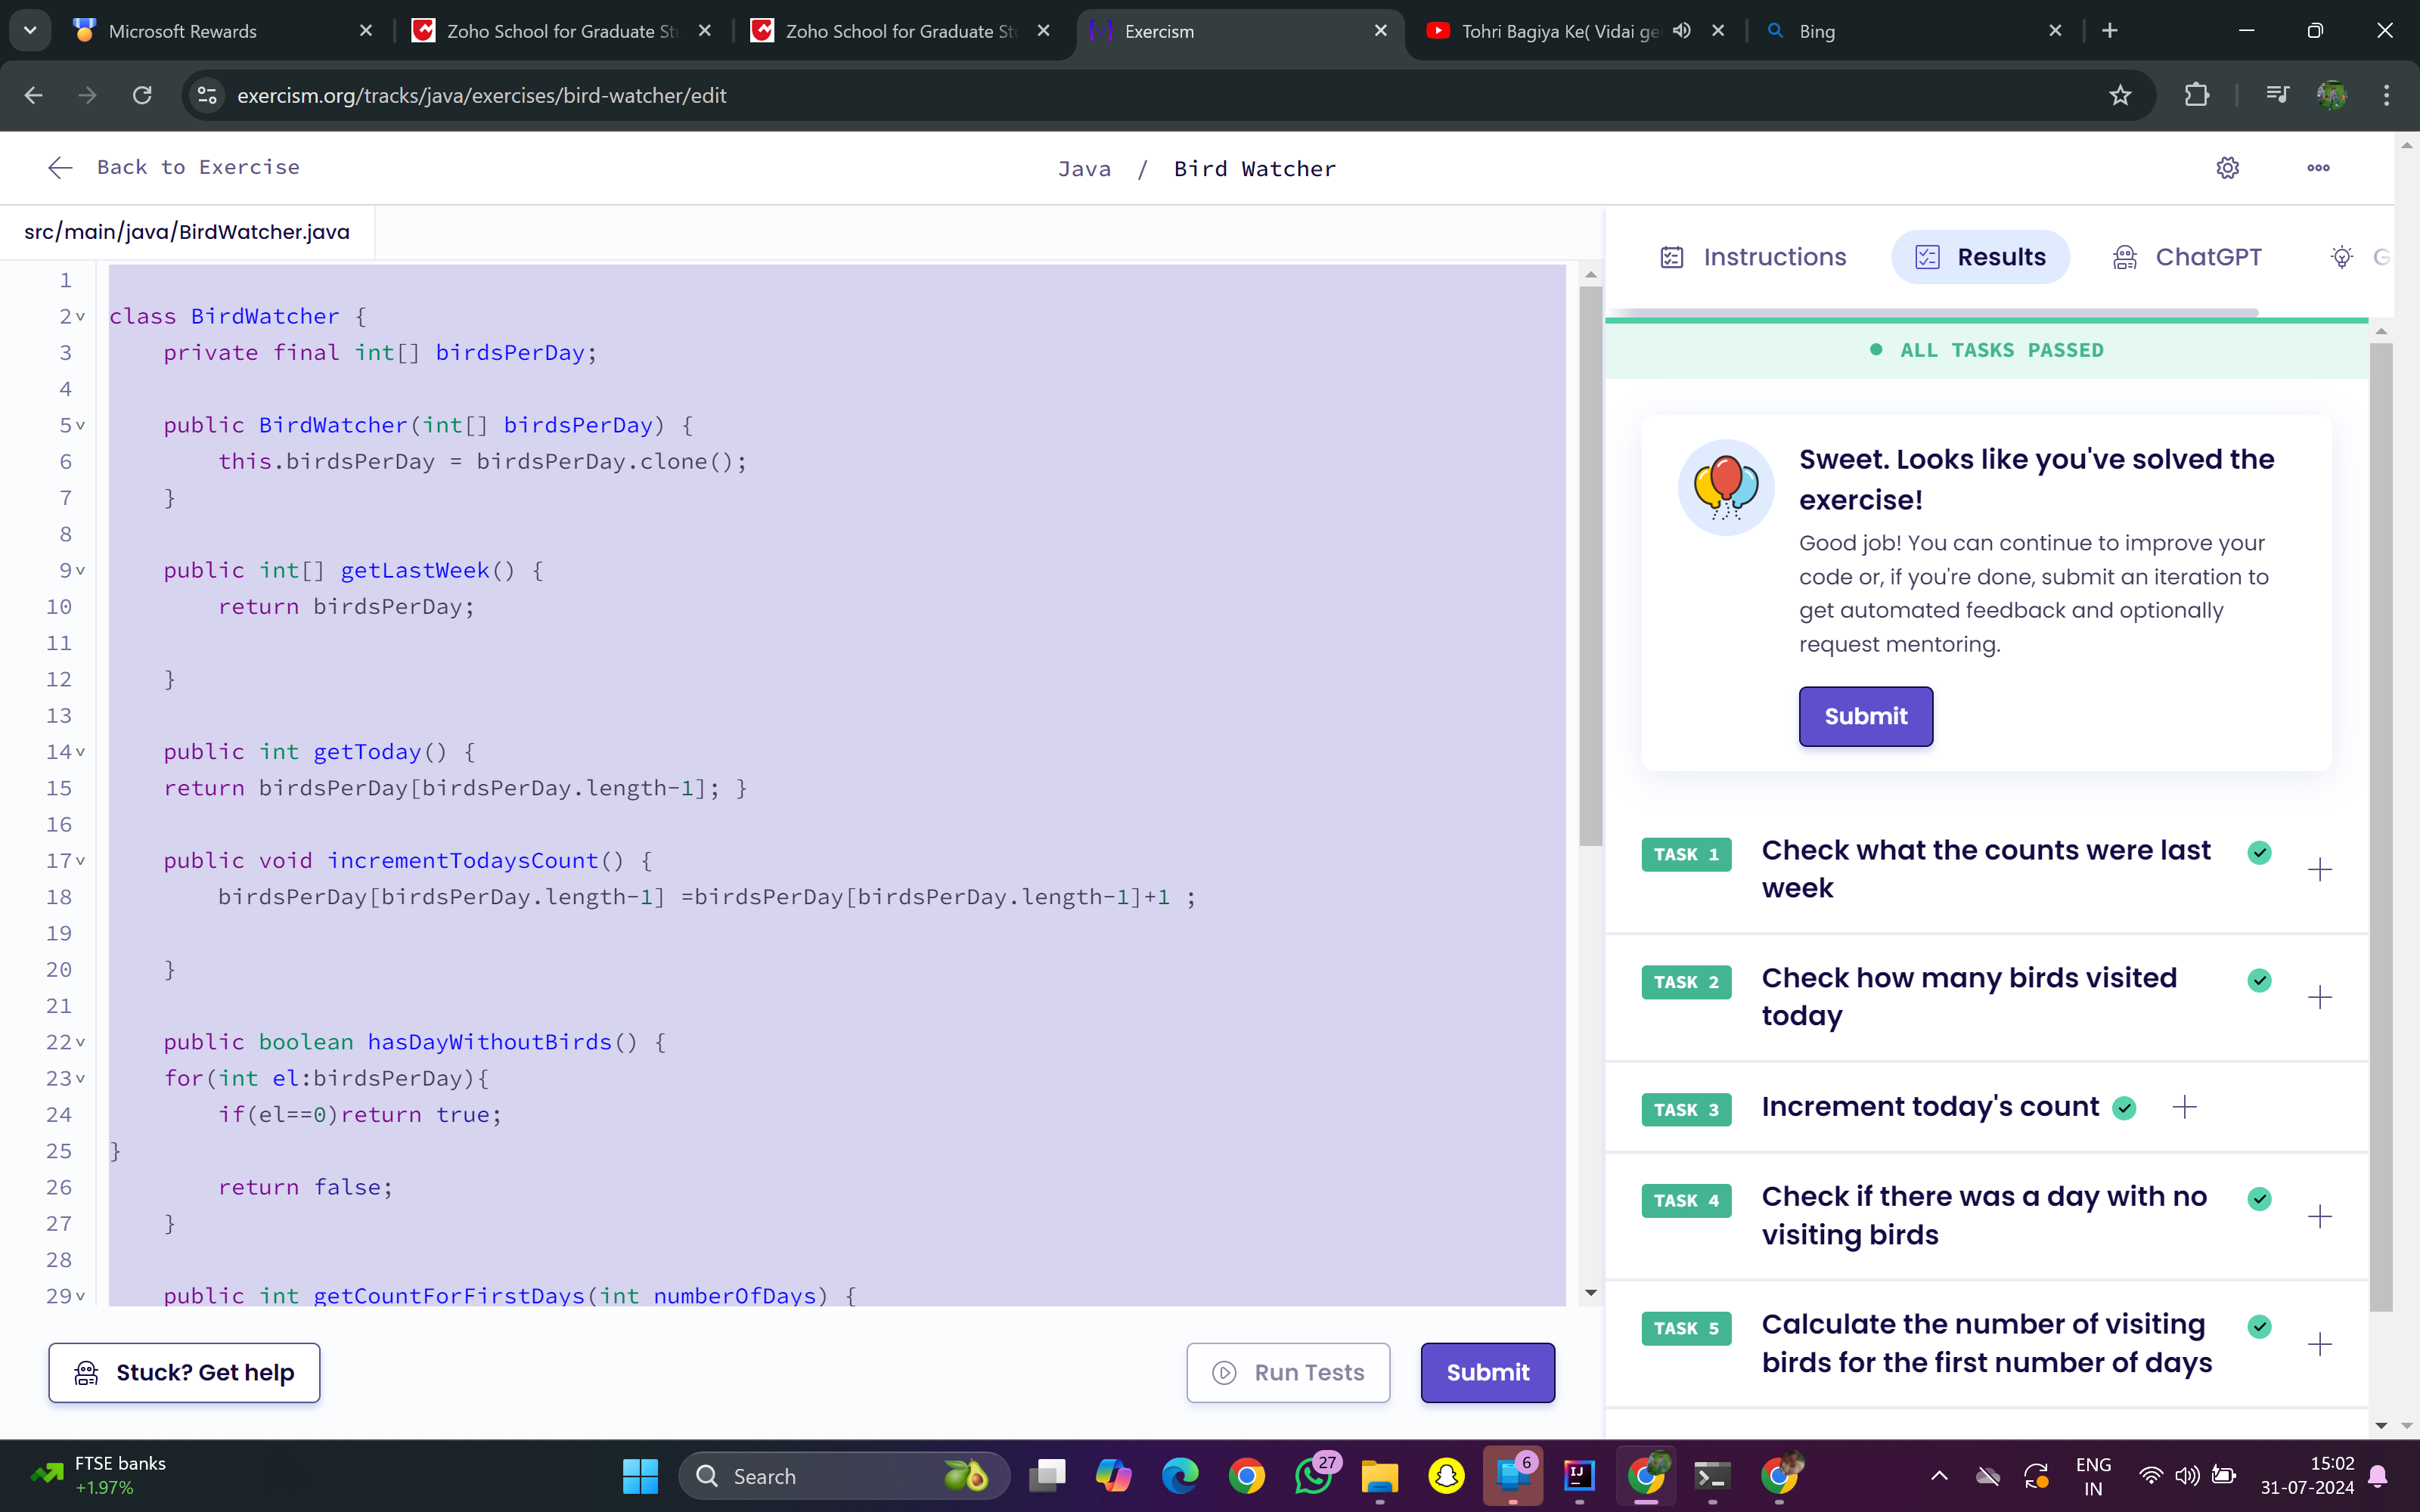 Microsoft Rewards
Zoho School for Graduate Stu
Zoho School for Graduate Stu
Exercism
Tohri Bagiya Ke( Vidai ge
Bing
exercism.org/tracks/java/exercises/bird-watcher/edit
Back to Exercise
Java / Bird Watcher
src/main/java/BirdWatcher.java
Instructions
Results
ChatGPT
G
1
2 class BirdWatcher {
3 private final int[] birdsPerDay;
4
5 public BirdWatcher(int[] birdsPerDay) {
6 this.birdsPerDay = birdsPerDay.clone();
7 }
8
9 public int[] getLastWeek() {
10 return birdsPerDay;
11
12 }
13
14 public int getToday() {
15 return birdsPerDay[birdsPerDay.length-1]; }
16
17 public void incrementTodaysCount() {
18 birdsPerDay[birdsPerDay.length-1] =birdsPerDay[birdsPerDay.length-1]+1 ;
19
20 }
21
22 public boolean hasDayWithoutBirds() {
23 for(int el:birdsPerDay){
24 if(el==0)return true;
25 }
26 return false;
27 }
28
29 public int getCountForFirstDays(int numberOfDays) {
Stuck? Get help
Run Tests
Submit
ALL TASKS PASSED
Sweet. Looks like you've solved the
exercise!
Good job! You can continue to improve your
code or, if you're done, submit an iteration to
get automated feedback and optionally
request mentoring.
Submit
TASK 1 Check what the counts were last
week
TASK 2 Check how many birds visited
today
TASK 3 Increment today's count
TASK 4 Check if there was a day with no
visiting birds
TASK 5 Calculate the number of visiting
birds for the first number of days
FTSE banks
+1.97%
Search
27
6
IJ
ENG
IN
15:02
31-07-2024